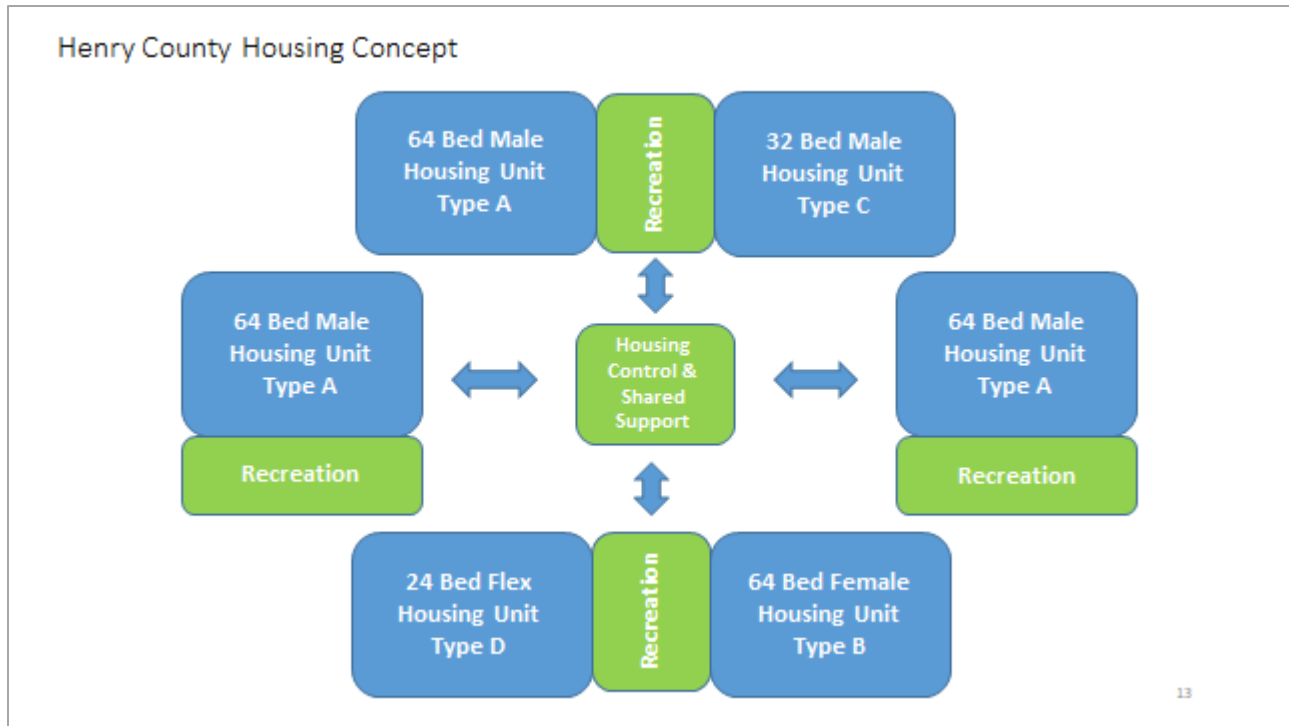 Henry County Housing Concept
64 Bed Male
Housing Unit
Type A
Recreation
32 Bed Male
Housing Unit
Type C
64 Bed Male
Housing Unit
Type A
Recreation
Housing
Control &
Shared
Support
64 Bed Male
Housing Unit
Type A
Recreation
24 Bed Flex
Housing Unit
Type D
Recreation
64 Bed Female
Housing Unit
Type B
13